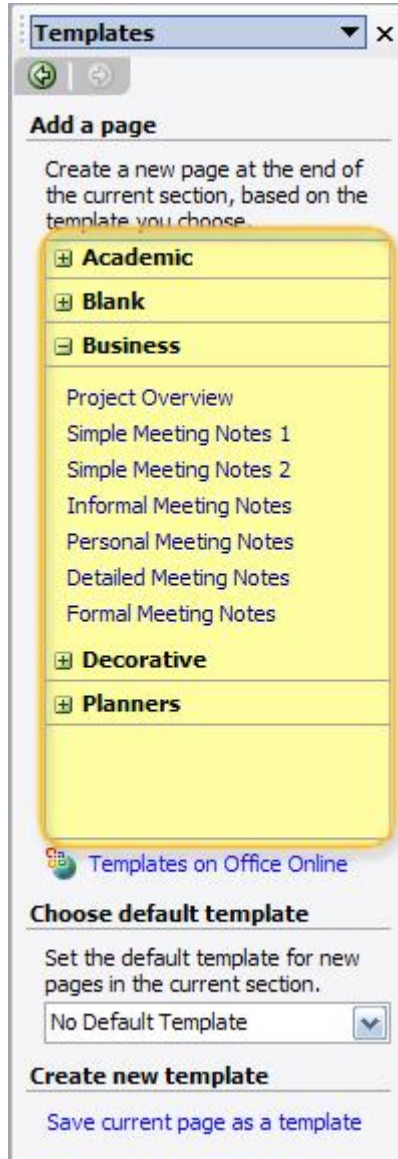 Templates
Add a page
Create a new page at the end of
the current section, based on the
template you choose.
Academic
Blank
Business
Project Overview
Simple Meeting Notes 1
Simple Meeting Notes 2
Informal Meeting Notes
Personal Meeting Notes
Detailed Meeting Notes
Formal Meeting Notes
Decorative
Planners
Templates on Office Online
Choose default template
Set the default template for new
pages in the current section.
No Default Template
Create new template
Save current page as a template